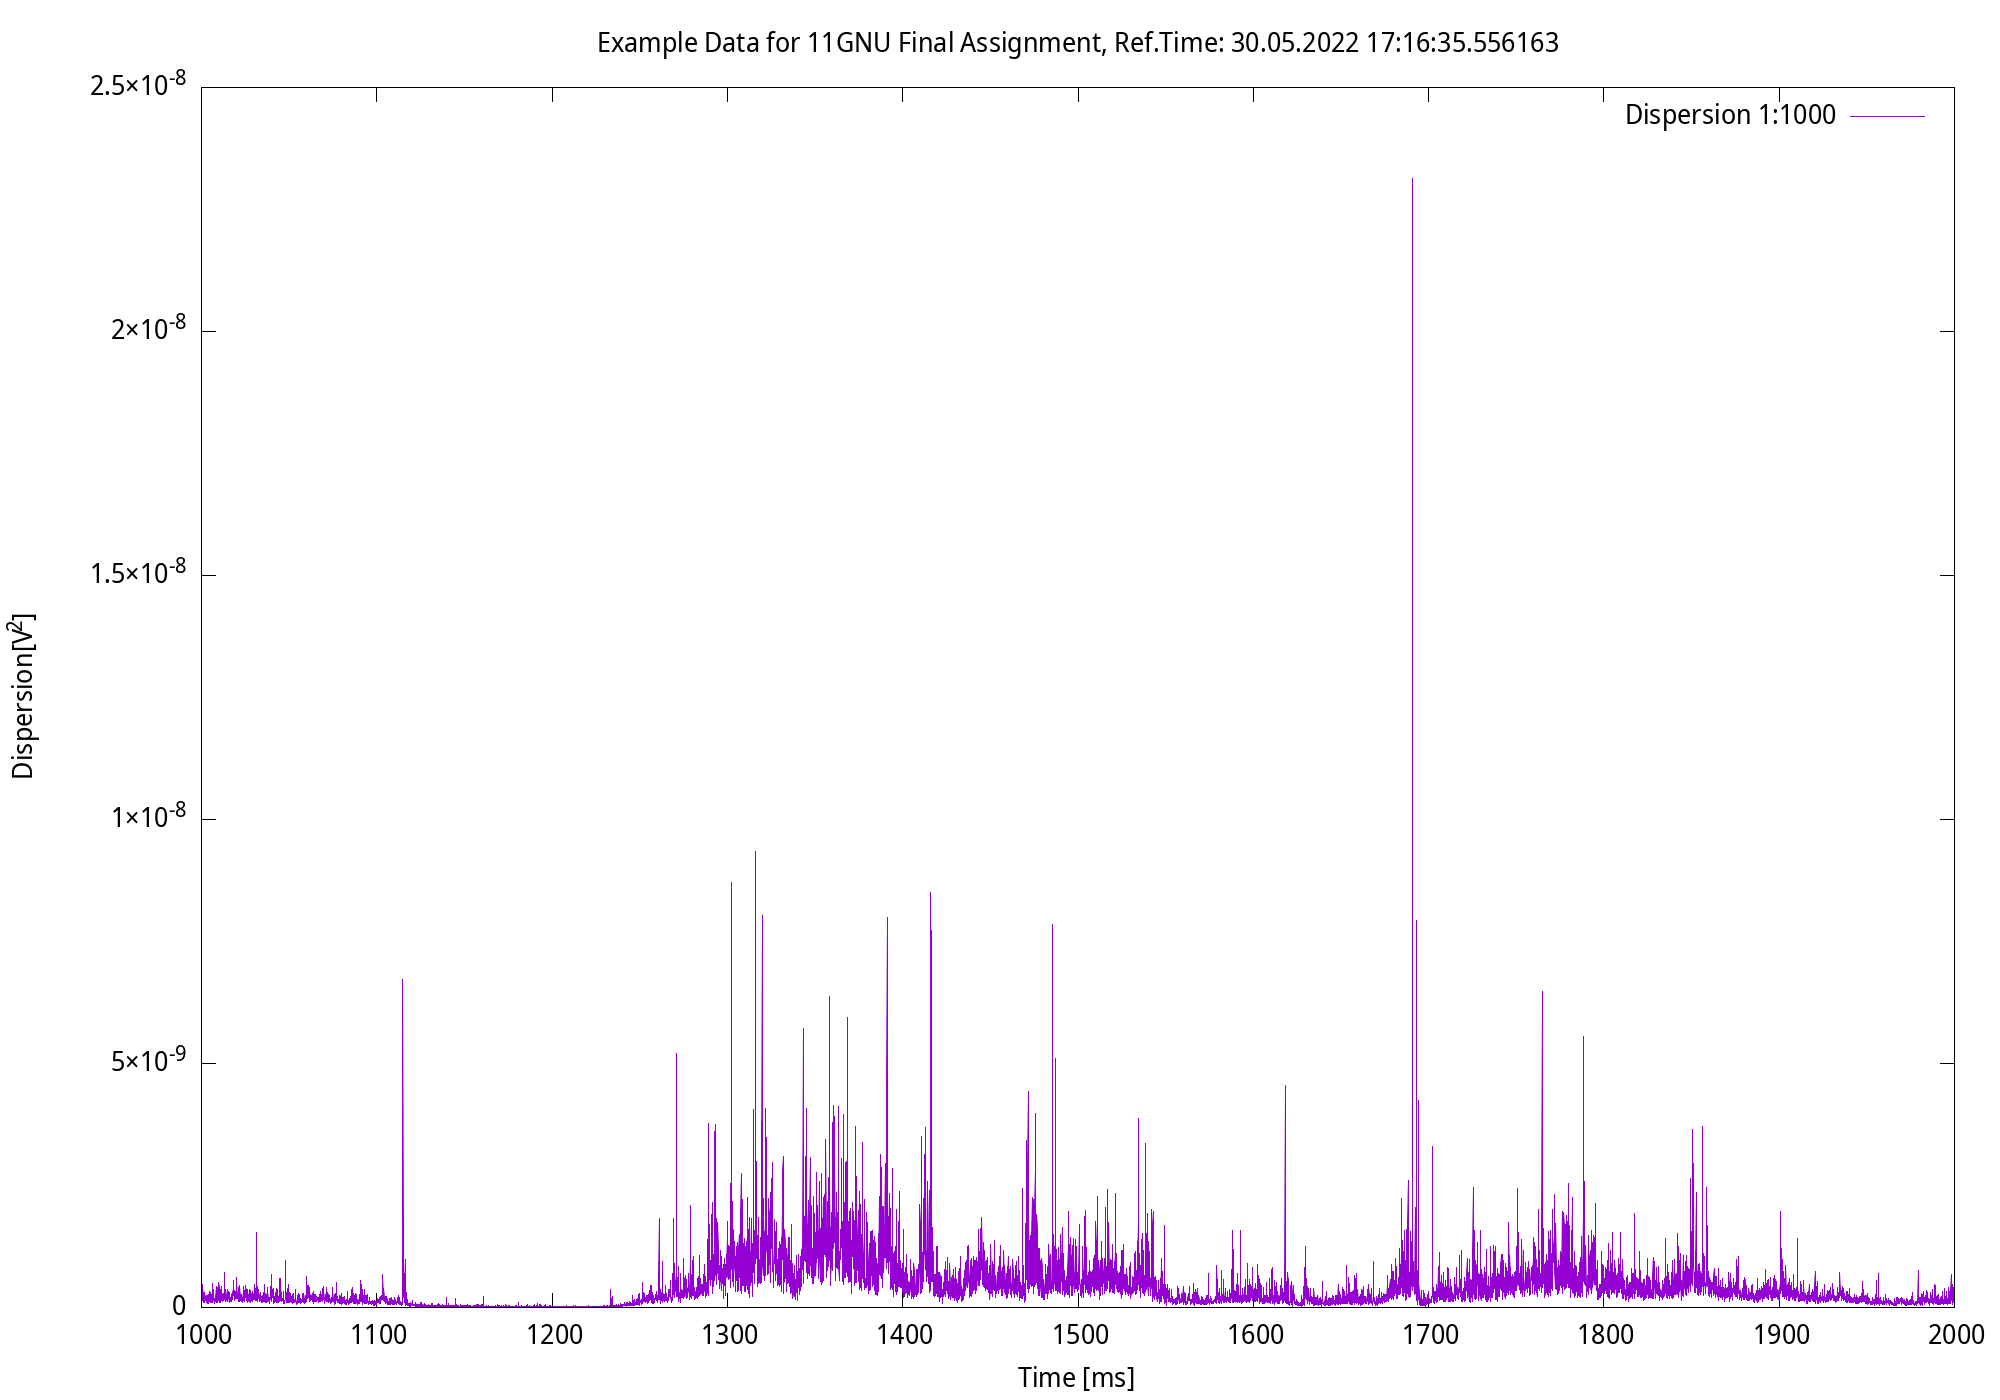 Example Data for 11GNU Final Assignment, Ref.Time: 30.05.2022 17:16:35.556163
Dispersion 1:1000
2.5×10⁻⁸
2×10⁻⁸
1.5×10⁻⁸
1×10⁻⁸
5×10⁻⁹
0
Dispersion[V²]
1000 1100 1200 1300 1400 1500 1600 1700 1800 1900 2000
Time [ms]